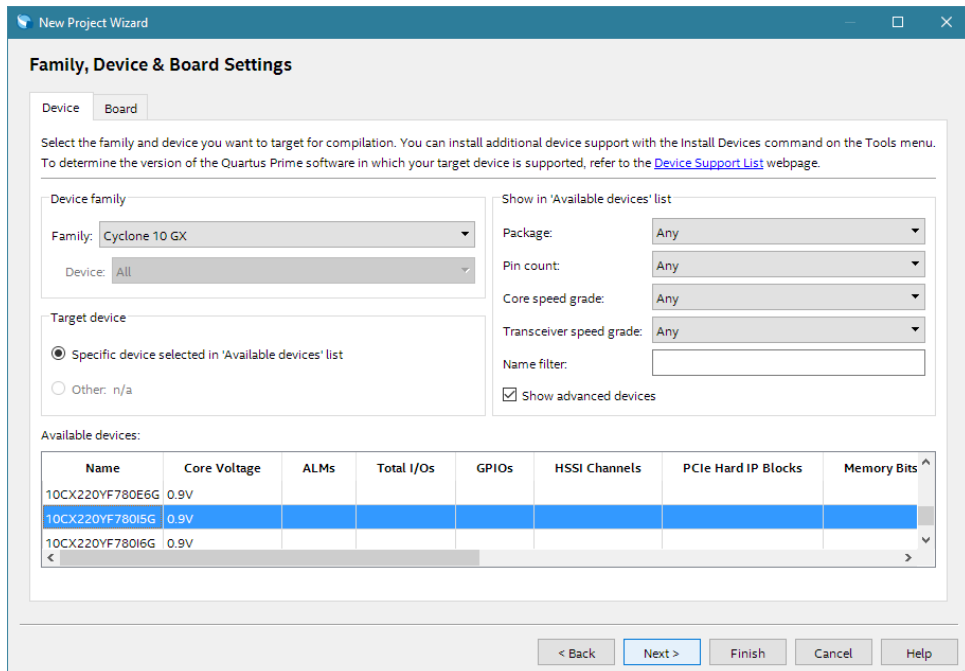 New Project Wizard
Family, Device & Board Settings
Device Board
Select the family and device you want to target for compilation. You can install additional device support with the Install Devices command on the Tools menu.
To determine the version of the Quartus Prime software in which your target device is supported, refer to the Device Support List webpage.
Device family
Family: Cyclone 10 GX
Device: All
Target device
Specific device selected in 'Available devices' list
Other: n/a
Show in 'Available devices' list
Package: Any
Pin count: Any
Core speed grade: Any
Transceiver speed grade: Any
Name filter:
Show advanced devices
Available devices:
Name Core Voltage ALMs Total I/Os GPIOs HSSI Channels PCIe Hard IP Blocks Memory Bits
10CX220YF780E6G 0.9V
10CX220YF780I5G 0.9V
10CX220YF780I6G 0.9V
< Back Next > Finish Cancel Help